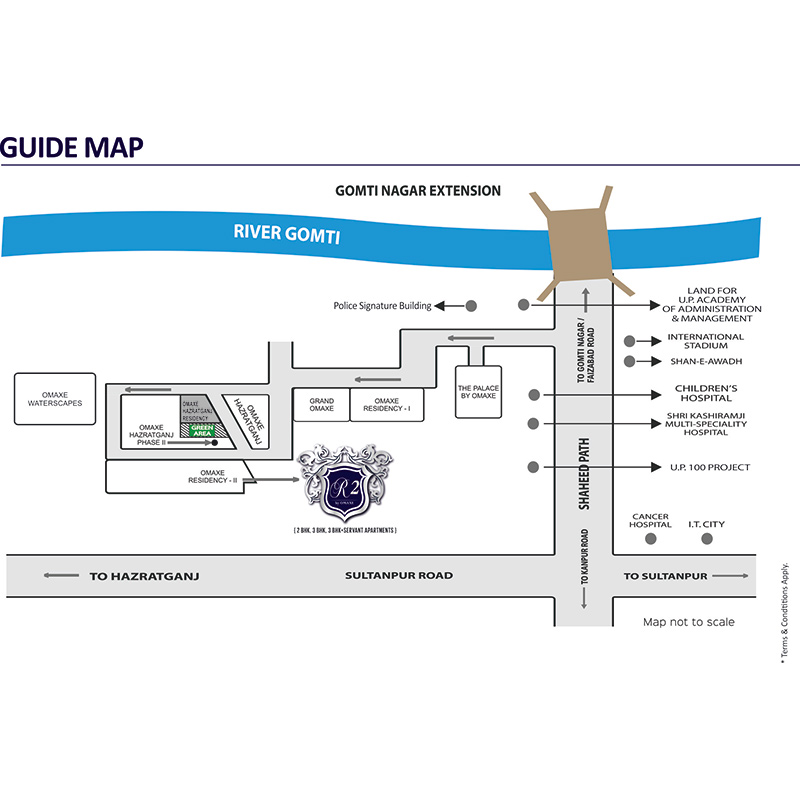 GUIDE MAP
GOMTI NAGAR EXTENSION
RIVER GOMTI
Police Signature Building
LAND FOR
U.P. ACADEMY
OF ADMINISTRATION
& MANAGEMENT
TO GOMTI NAGAR /
FAIZABAD ROAD
INTERNATIONAL
STADIUM
SHAN-E-AWADH
OMAXE
WATERSCAPES
OMAXE
HAZRATGANJ
RESIDENCY
GREEN
AREA
OMAXE
HAZRATGANJ
PHASE II
OMAXE
HAZRATGANJ
GRAND
OMAXE
OMAXE
RESIDENCY - I
THE PALACE
BY OMAXE
CHILDREN'S
HOSPITAL
SHRI KASHIRAMJI
MULTI-SPECIALITY
HOSPITAL
SHAHEED PATH
U.P. 100 PROJECT
OMAXE
RESIDENCY - II
R2
[ 2 BHK, 3 BHK, 3 BHK+SERVANT APARTMENTS ]
CANCER
HOSPITAL
I.T. CITY
TO KANPUR ROAD
TO HAZRATGANJ
SULTANPUR ROAD
TO SULTANPUR
Map not to scale
* Terms & Condtitions Apply.